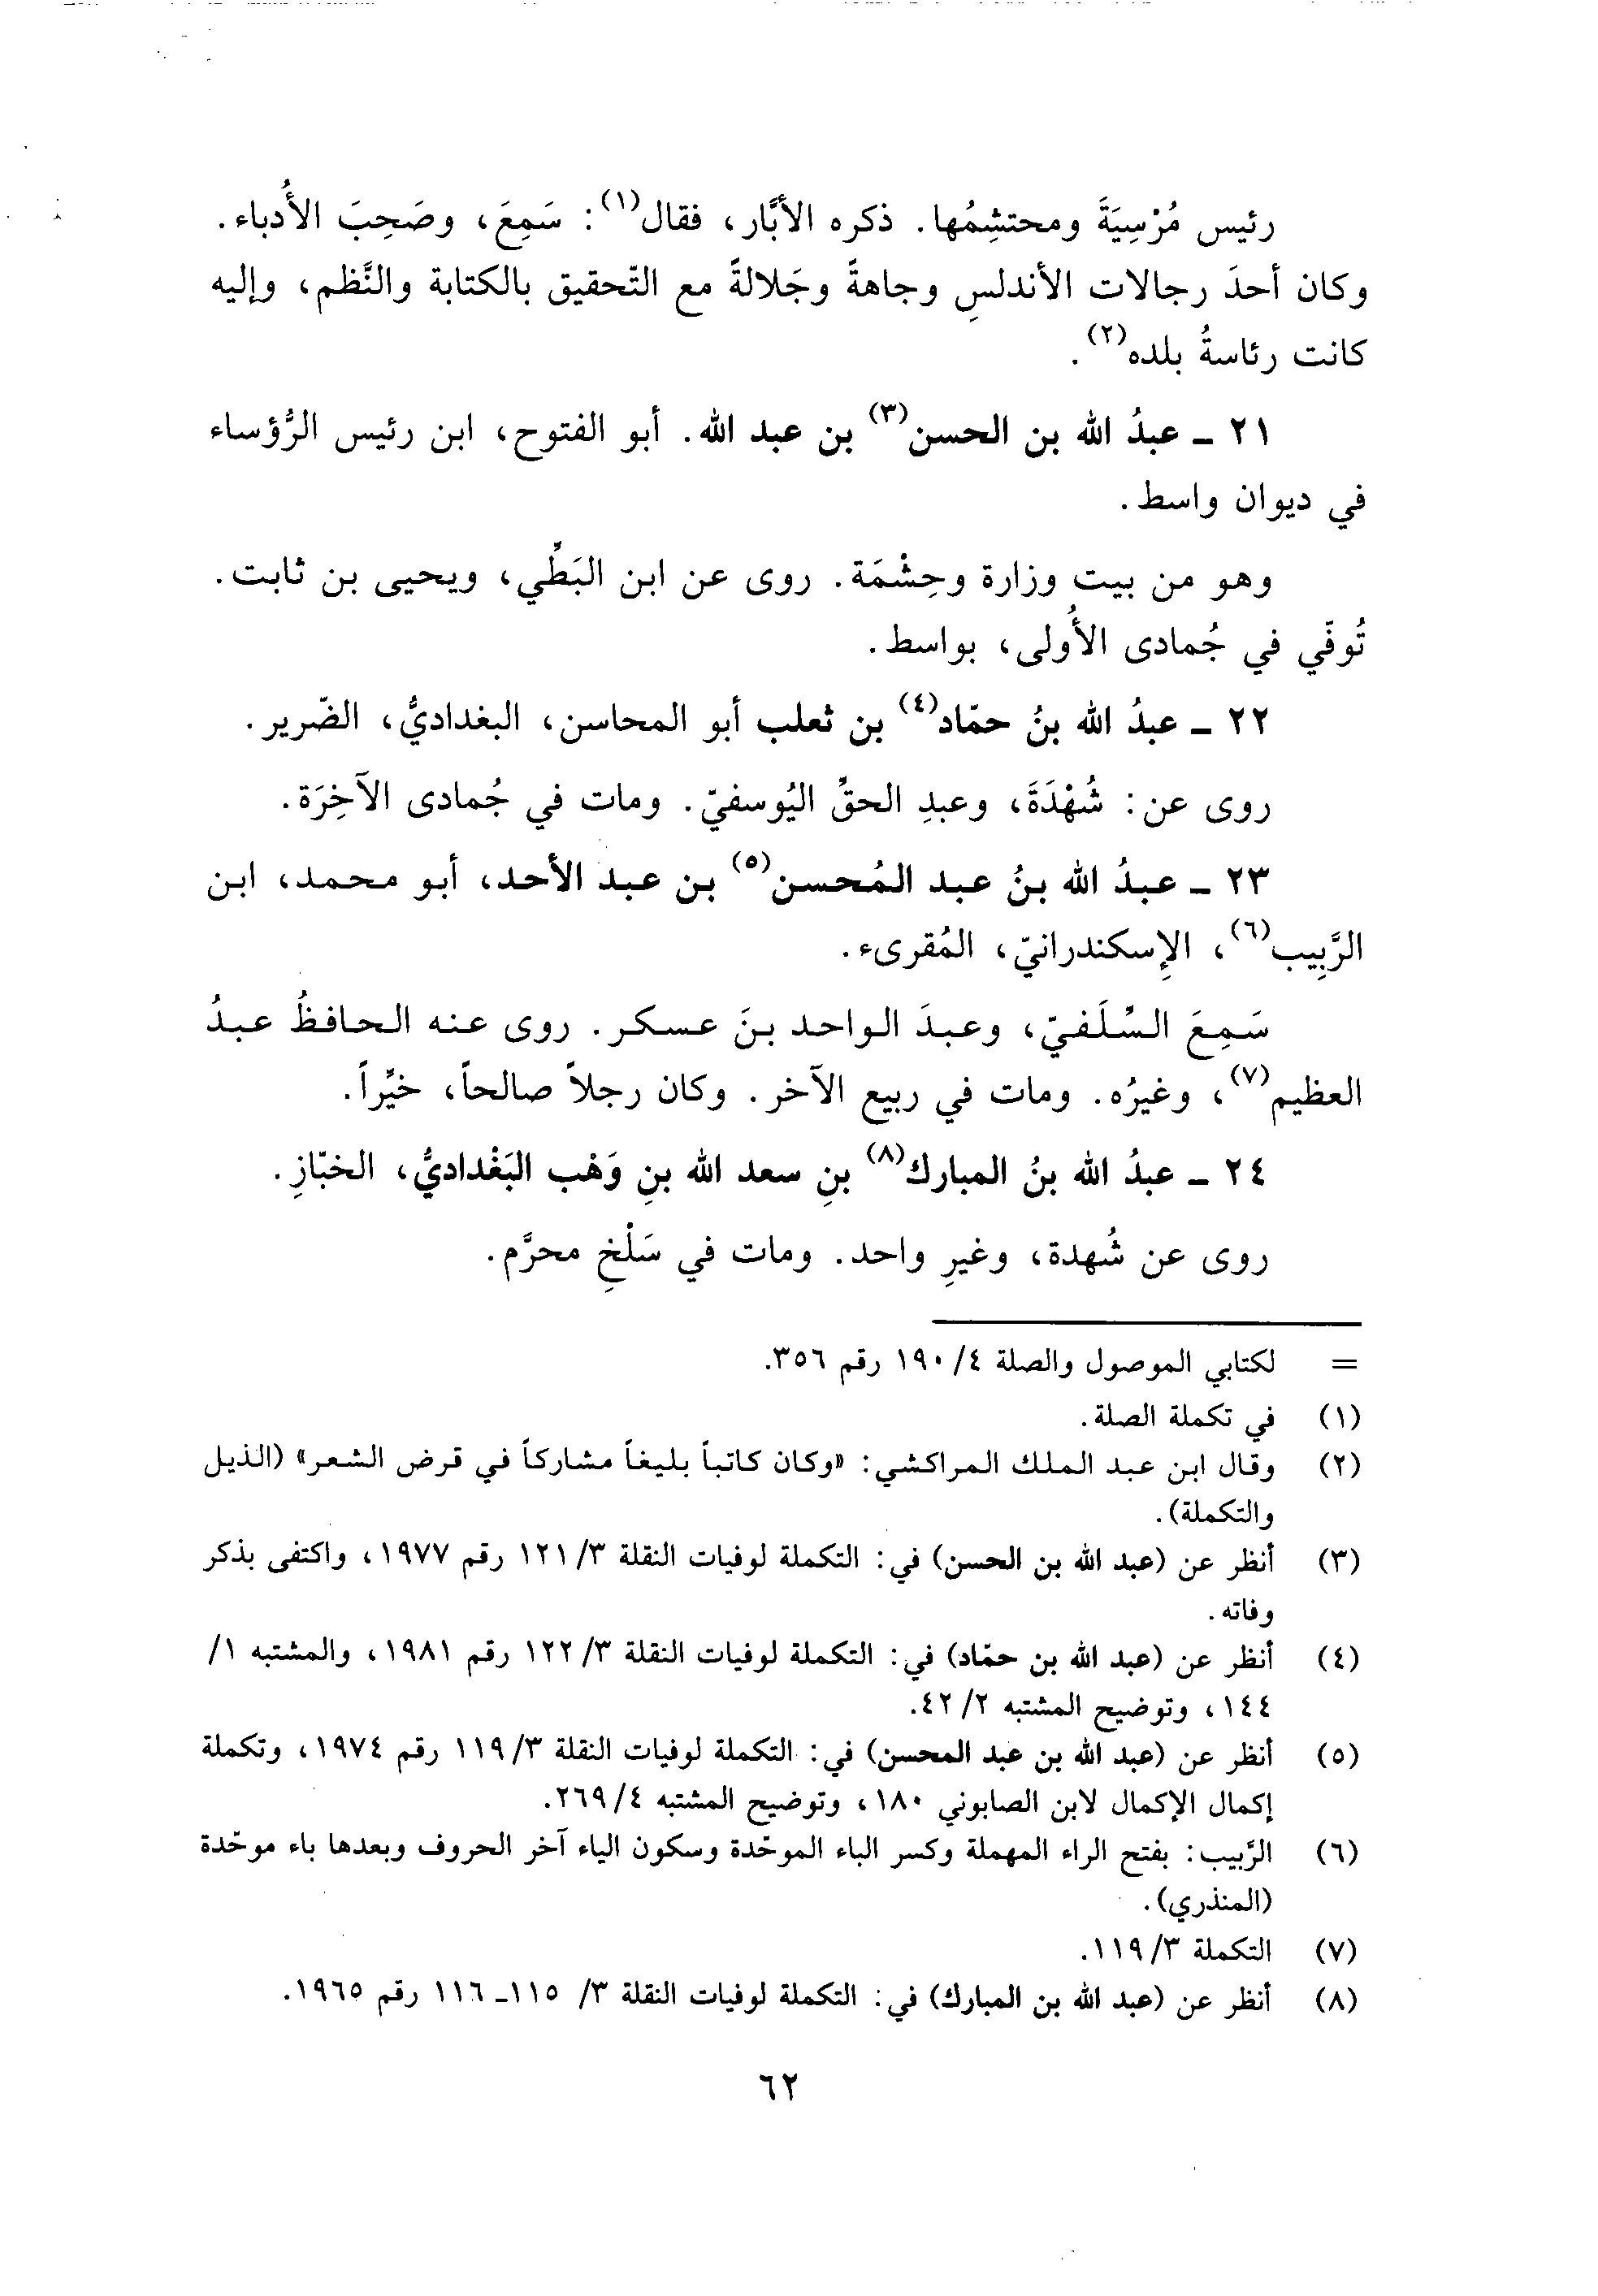 رئيس مُرْسِيَةَ ومحتشِمُها. ذكره الأبَّار، فقال(١): سَمِعَ، وصَحِبَ الأُدباء.
وكان أحدَ رجالات الأندلسِ وجاهةً وجَلالةً مع التّحقيق بالكتابة والنَّظم، وإليه
كانت رئاسةُ بلده(٢).
٢١ ـ عبدُ الله بن الحسن(٣) بن عبد الله. أبو الفتوح، ابن رئيس الرُّؤساء
في ديوان واسط.
وهو من بيت وزارة وحِشْمَة. روى عن ابن البَطِّي، ويحيى بن ثابت.
تُوفّي في جُمادى الأُولى، بواسط.
٢٢ ـ عبدُ الله بنُ حمّاد(٤) بن ثعلب أبو المحاسن، البغداديُّ، الضّرير.
روى عن: شُهْدَةَ، وعبدِ الحقِّ اليُوسفيّ. ومات في جُمادى الآخِرَة.
٢٣ ـ عبدُ الله بنُ عبد المُحسن(٥) بن عبد الأحد، أبو محمد، ابن
الرَّبِيب(٦)، الإسكندرانيّ، المُقرىء.
سَمِعَ السِّلَفيّ، وعبدَ الواحد بنَ عسكر. روى عنه الحافظُ عبدُ
العظيم(٧)، وغيرُه. ومات في ربيع الآخر. وكان رجلاً صالحاً، خيِّراً.
٢٤ ـ عبدُ الله بنُ المبارك(٨) بنِ سعد الله بنِ وَهْب البَغْداديُّ، الخبّازِ.
روى عن شُهدة، وغيرِ واحد. ومات في سَلْخِ محرَّم.
= لكتابي الموصول والصلة ١٩٠/٤ رقم ٣٥٦.
(١) في تكملة الصلة.
(٢) وقال ابن عبد الملك المراكشي: «وكان كاتباً بليغاً مشاركاً في قرض الشعر» (الذيل
والتكملة).
(٣) أنظر عن (عبد الله بن الحسن) في: التكملة لوفيات النقلة ١٢١/٣ رقم ١٩٧٧، واكتفى بذكر
وفاته.
(٤) أنظر عن (عبد الله بن حمّاد) في: التكملة لوفيات النقلة ١٢٢/٣ رقم ١٩٨١، والمشتبه ١/
١٤٤، وتوضيح المشتبه ٤٢/٢.
(٥) أنظر عن (عبد الله بن عبد المحسن) في: التكملة لوفيات النقلة ١١٩/٣ رقم ١٩٧٤، وتكملة
إكمال الإكمال لابن الصابوني ١٨٠، وتوضيح المشتبه ٢٦٩/٤.
(٦) الرَّبيب: بفتح الراء المهملة وكسر الباء الموحّدة وسكون الياء آخر الحروف وبعدها باء موحّدة
(المنذري).
(٧) التكملة ١١٩/٣.
(٨) أنظر عن (عبد الله بن المبارك) في: التكملة لوفيات النقلة ٣/ ١١٥ـ ١١٦ رقم ١٩٦٥.
٦٢